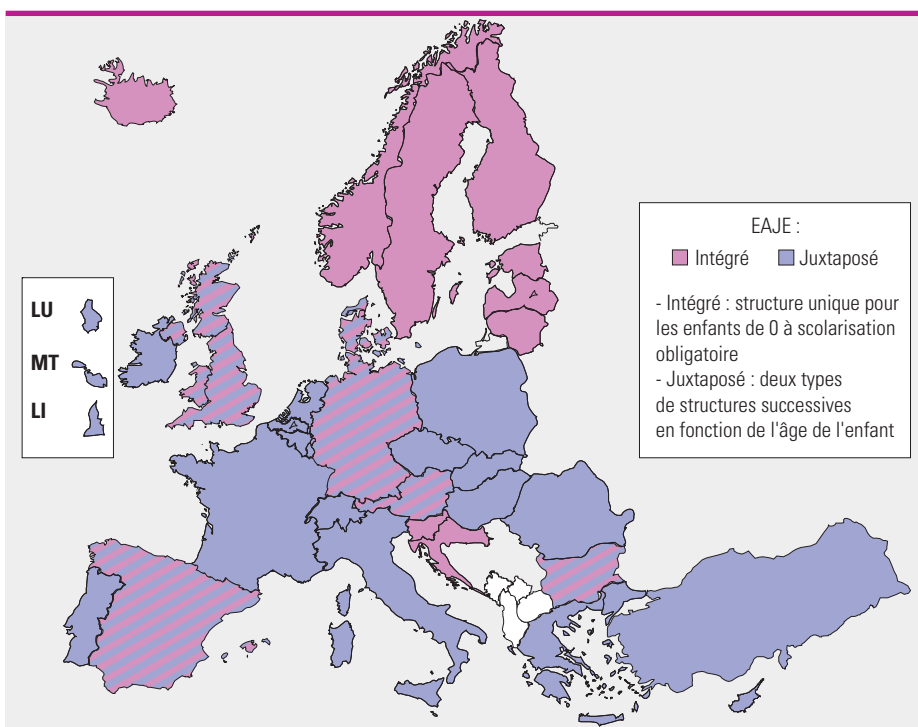 EAJE :
Intégré Juxtaposé
- Intégré : structure unique pour
les enfants de 0 à scolarisation
obligatoire
- Juxtaposé : deux types
de structures successives
en fonction de l'âge de l'enfant
LU
MT
LI